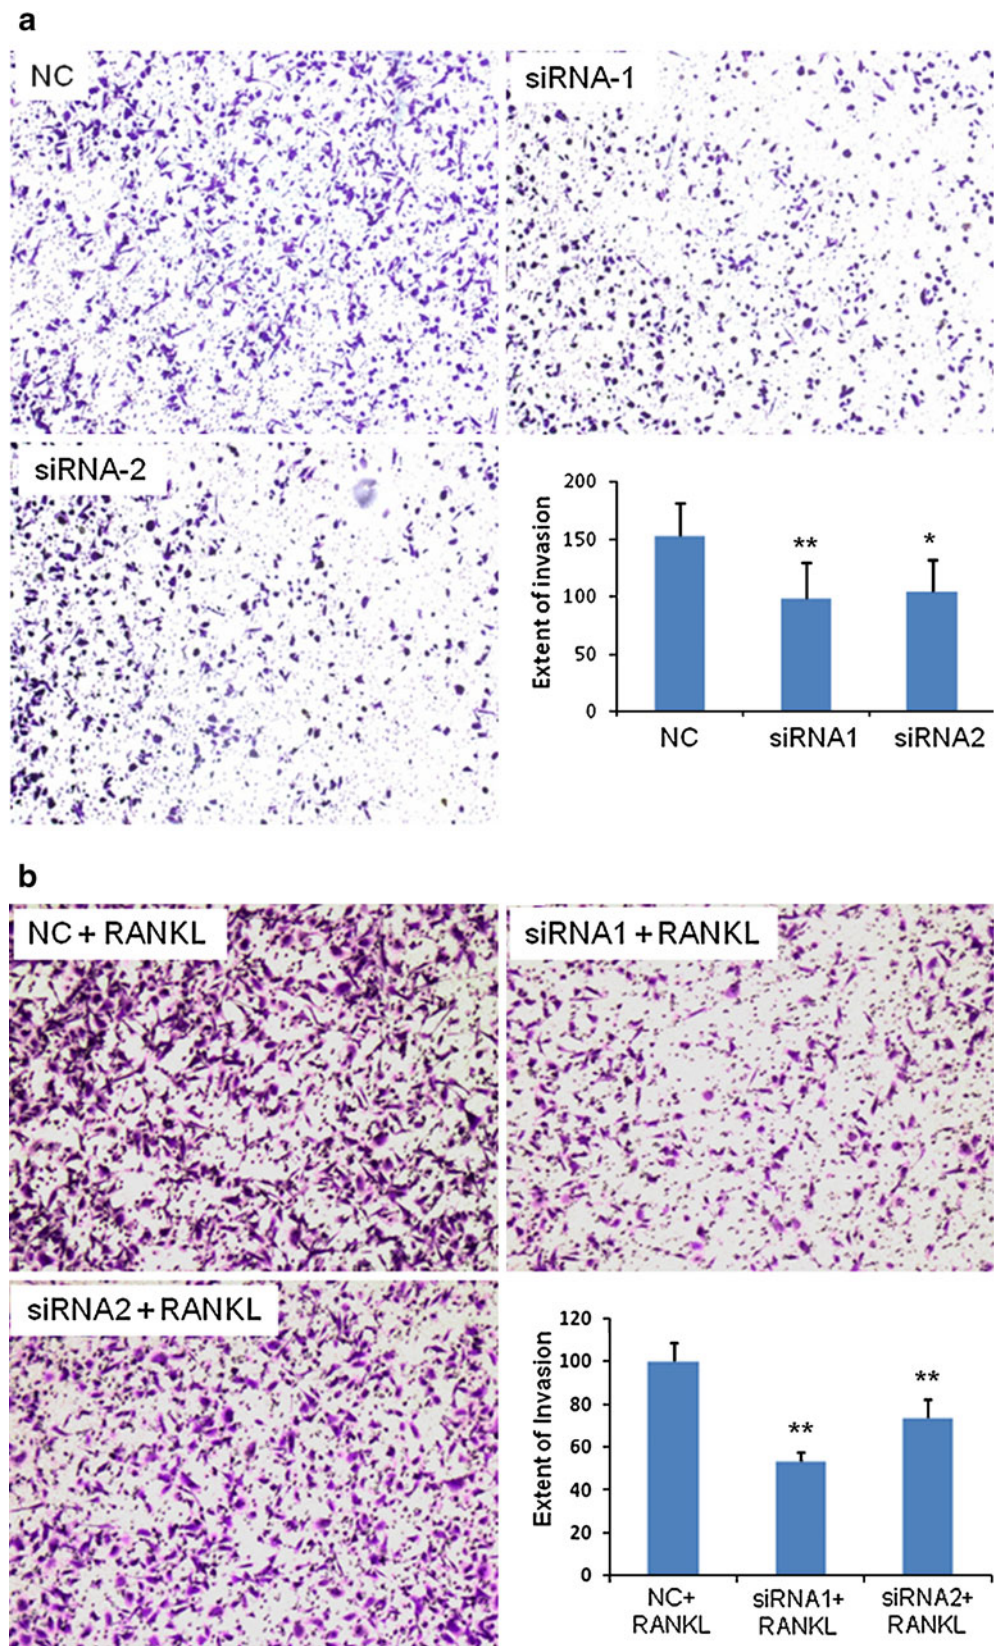 a
NC
siRNA-1
siRNA-2
200
150
100
50
0
Extent of invasion
**
*
NC
siRNA1
siRNA2
b
NC + RANKL
siRNA1 + RANKL
siRNA2 + RANKL
120
100
80
60
40
20
0
Extent of Invasion
**
**
NC+
RANKL
siRNA1+
RANKL
siRNA2+
RANKL